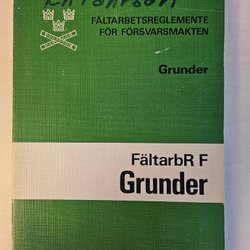 FÄLTARBETSREGLEMENTE
FÖR FÖRSVARSMAKTEN
Grunder
FältarbR F
Grunder